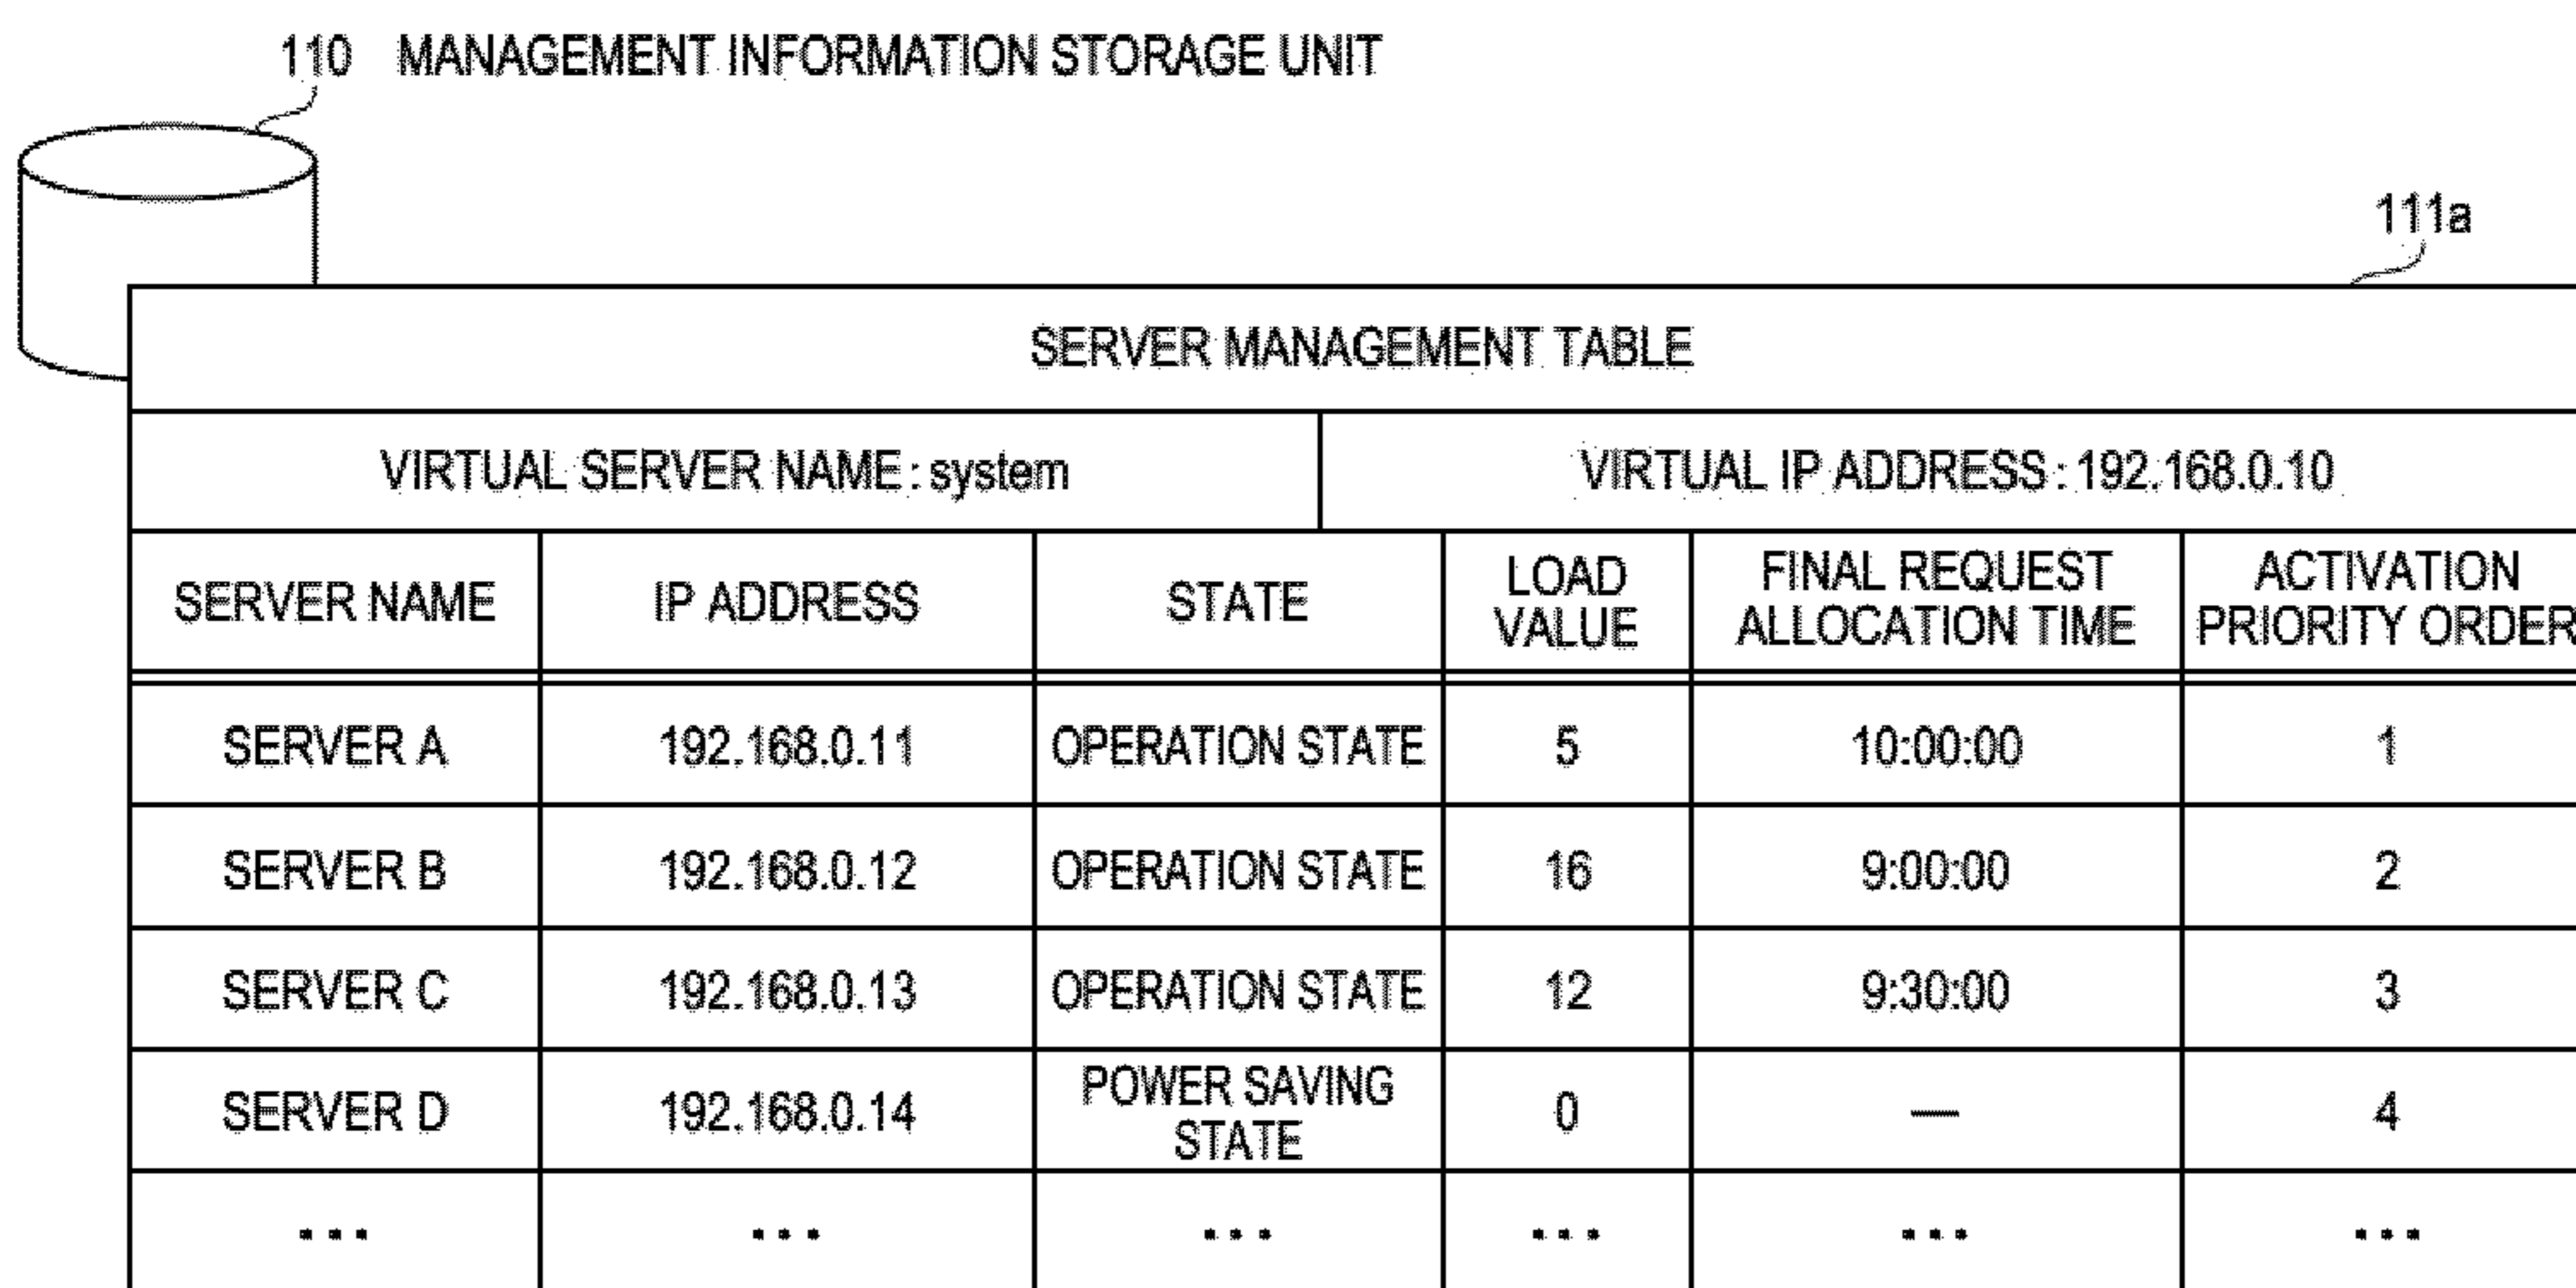 110 MANAGEMENT INFORMATION STORAGE UNIT
111a
SERVER MANAGEMENT TABLE
VIRTUAL SERVER NAME : system VIRTUAL IP ADDRESS : 192.168.0.10
SERVER NAME IP ADDRESS STATE LOAD VALUE FINAL REQUEST ALLOCATION TIME ACTIVATION PRIORITY ORDER
SERVER A 192.168.0.11 OPERATION STATE 5 10:00:00 1
SERVER B 192.168.0.12 OPERATION STATE 16 9:00:00 2
SERVER C 192.168.0.13 OPERATION STATE 12 9:30:00 3
SERVER D 192.168.0.14 POWER SAVING STATE 0 — 4
... ... ... ... ... ...